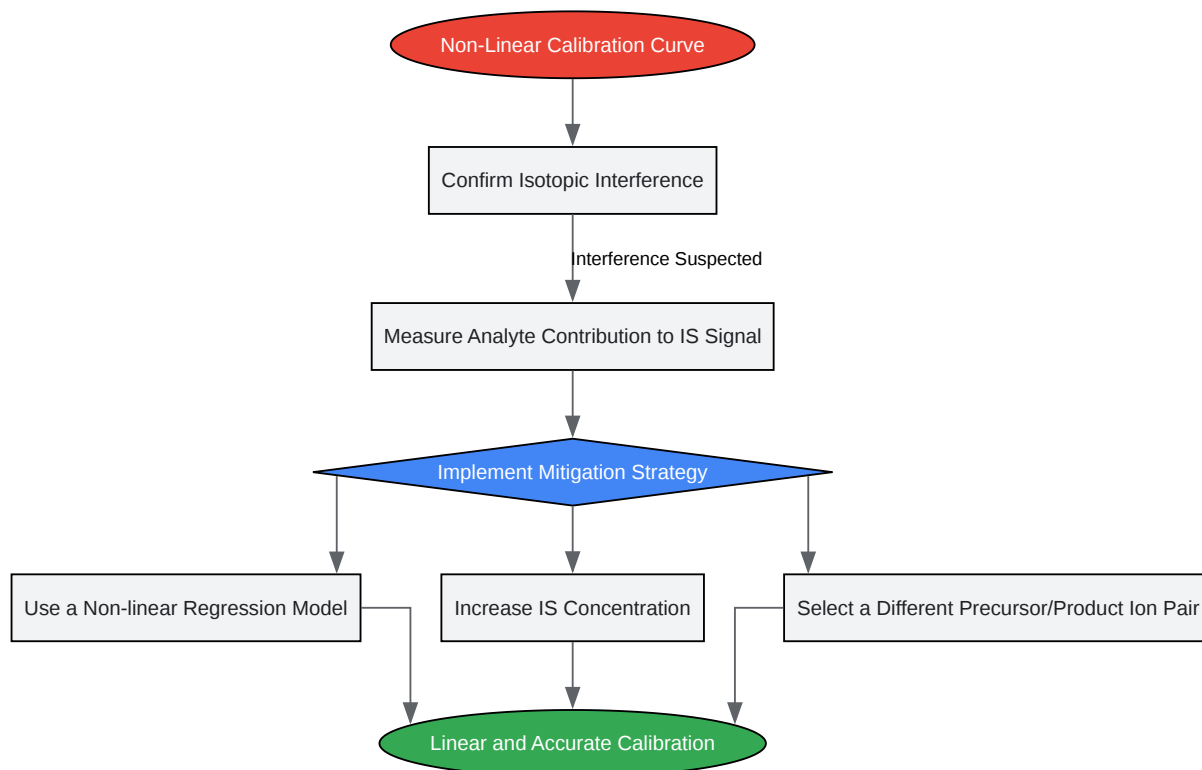 Non-Linear Calibration Curve
Confirm Isotopic Interference
Interference Suspected
Measure Analyte Contribution to IS Signal
Implement Mitigation Strategy
Use a Non-linear Regression Model
Increase IS Concentration
Select a Different Precursor/Product Ion Pair
Linear and Accurate Calibration